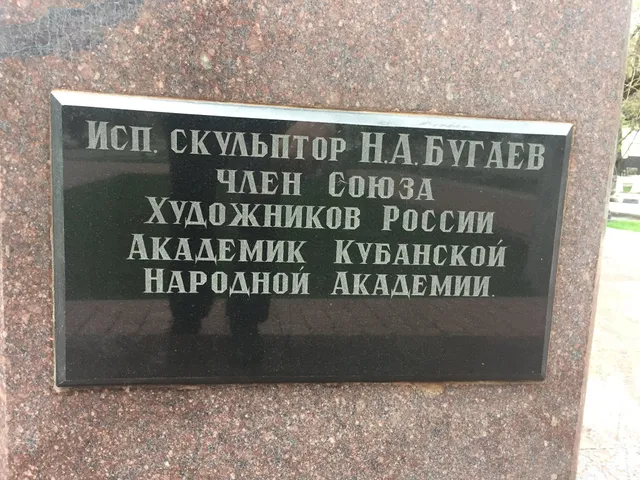 Исп. скульптор Н.А.Бугаев
член Союза
Художников России
Академик Кубанской
Народной Академии.